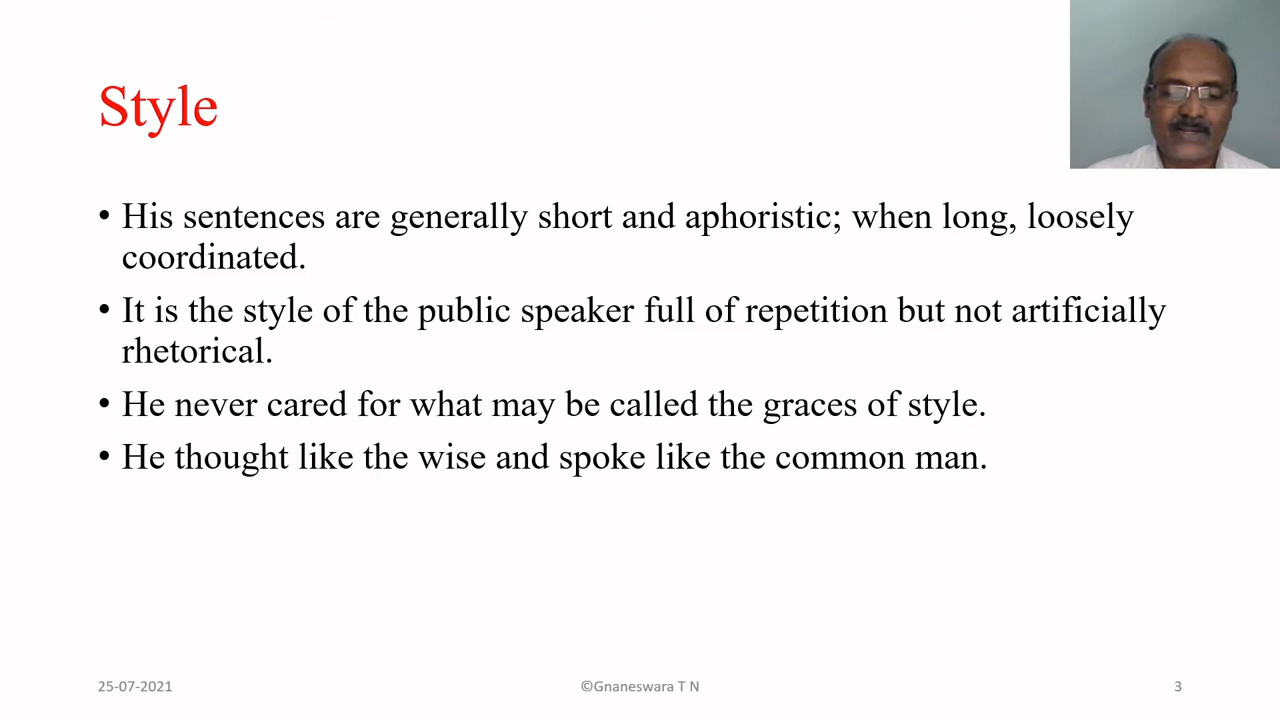 Style
• His sentences are generally short and aphoristic; when long, loosely
coordinated.
• It is the style of the public speaker full of repetition but not artificially
rhetorical.
• He never cared for what may be called the graces of style.
• He thought like the wise and spoke like the common man.
25-07-2021
©Gnaneswara T N
3